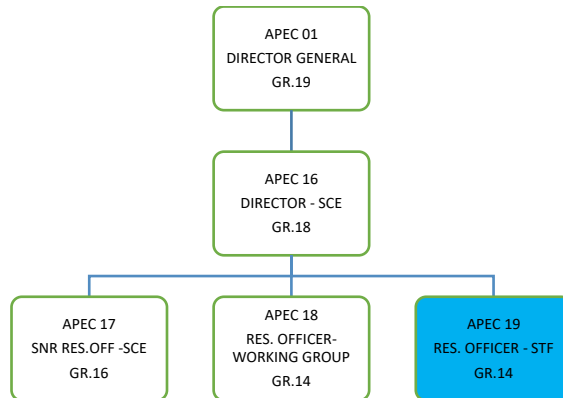 APEC 01
DIRECTOR GENERAL
GR.19
APEC 16
DIRECTOR - SCE
GR.18
APEC 17
SNR RES.OFF -SCE
GR.16
APEC 18
RES. OFFICER-
WORKING GROUP
GR.14
APEC 19
RES. OFFICER - STF
GR.14